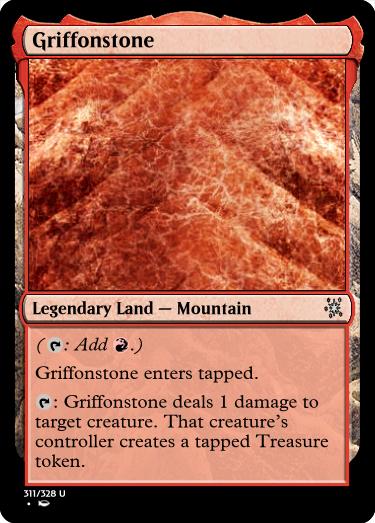 Griffonstone
Legendary Land — Mountain
( : Add .)
Griffonstone enters tapped.
: Griffonstone deals 1 damage to
target creature. That creature's
controller creates a tapped Treasure
token.
311/328 U